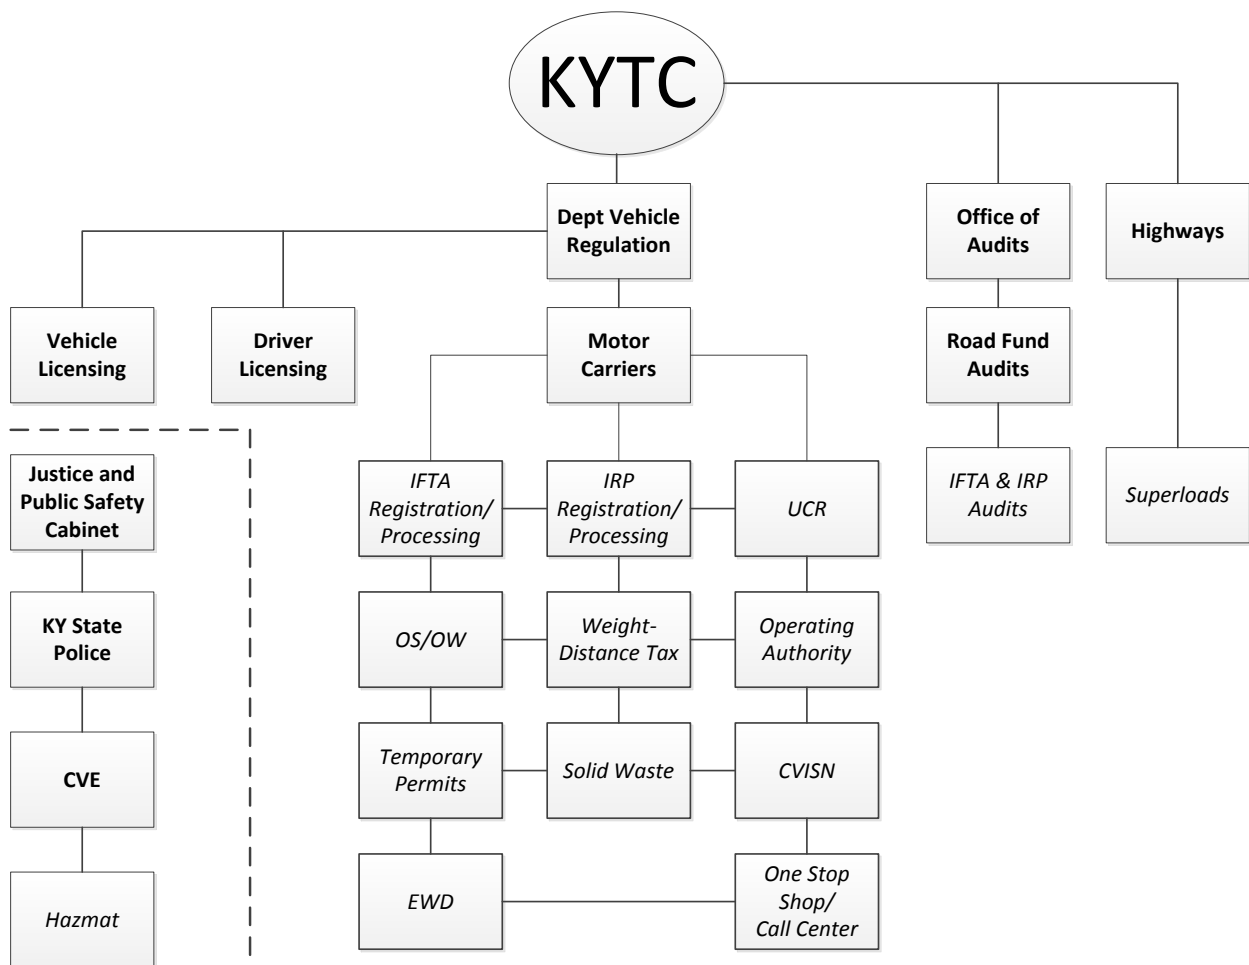 KYTC
Dept Vehicle
Regulation
Office of
Audits
Highways
Vehicle
Licensing
Driver
Licensing
Motor
Carriers
Road Fund
Audits
Justice and
Public Safety
Cabinet
IFTA
Registration/
Processing
IRP
Registration/
Processing
UCR
IFTA & IRP
Audits
Superloads
KY State
Police
OS/OW
Weight-
Distance Tax
Operating
Authority
CVE
Temporary
Permits
Solid Waste
CVISN
Hazmat
EWD
One Stop
Shop/
Call Center